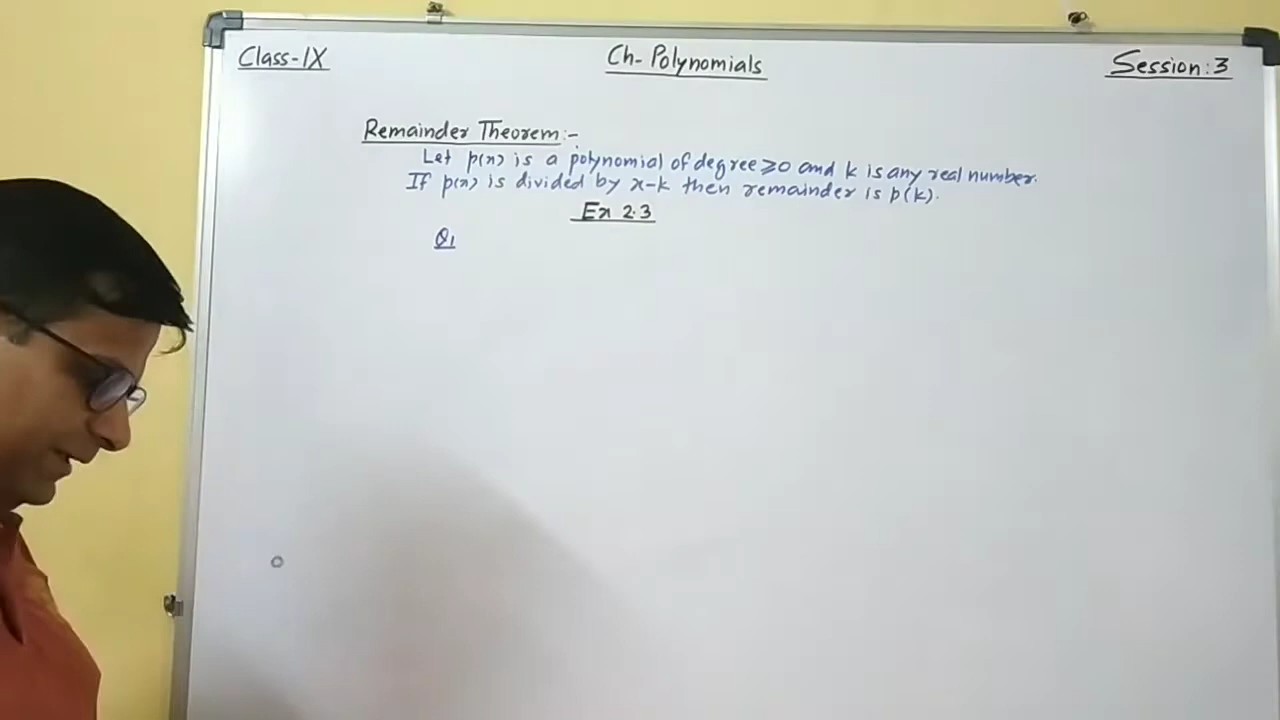 Class-IX
Ch- Polynomials
Session:3
Remainder Theorem:-
Let p(x) is a polynomial of degree ≥0 and k is any real number.
If p(x) is divided by x-k then remainder is p(k).
Ex 2.3
Q1